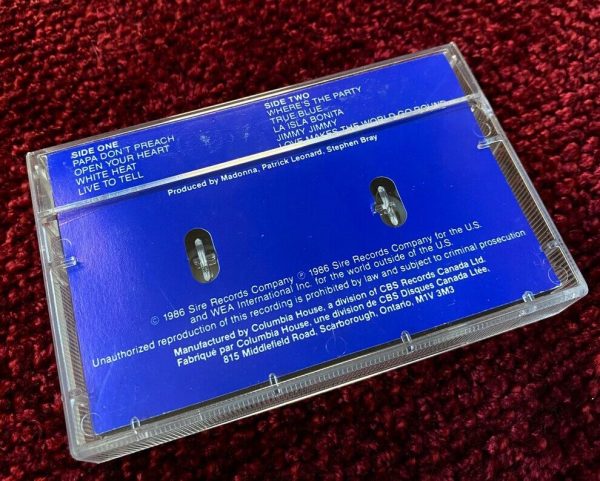 SIDE ONE
PAPA DON'T PREACH
OPEN YOUR HEART
WHITE HEAT
LIVE TO TELL
SIDE TWO
WHERE'S THE PARTY
TRUE BLUE
LA ISLA BONITA
JIMMY JIMMY
LOVE MAKES THE WORLD GO ROUND
Produced by Madonna, Patrick Leonard, Stephen Bray
© 1986 Sire Records Company ℗ 1986 Sire Records Company for the U.S.
and WEA International Inc. for the world outside of the U.S.
Unauthorized reproduction of this recording is prohibited by law and subject to criminal prosecution
Manufactured by Columbia House, a division of CBS Records Canada Ltd.
Fabriqué par Columbia House, une division de CBS Disques Canada Ltée.
815 Middlefield Road, Scarborough, Ontario, M1V 3M3